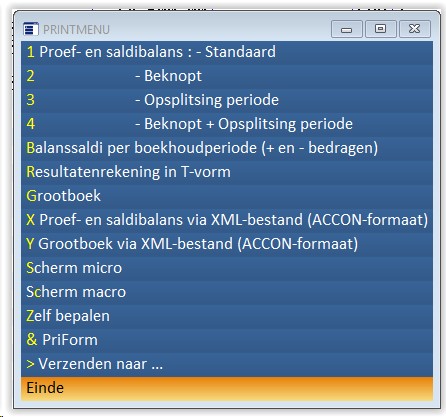 PRINTMENU
1 Proef- en saldibalans : - Standaard
2 - Beknopt
3 - Opsplitsing periode
4 - Beknopt + Opsplitsing periode
Balanssaldi per boekhoudperiode (+ en - bedragen)
Resultatenrekening in T-vorm
Grootboek
X Proef- en saldibalans via XML-bestand (ACCON-formaat)
Y Grootboek via XML-bestand (ACCON-formaat)
Scherm micro
Scherm macro
Zelf bepalen
& PriForm
> Verzenden naar ...
Einde